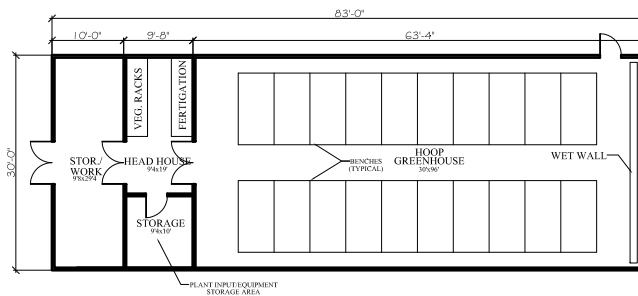 83'-0"
10'-0"
9'-8"
63'-4"
30'-0"
VEG. RACKS
FERTIGATION
STOR./
WORK
9'8x29'4
HEAD HOUSE
9'4x19'
BENCHES
(TYPICAL)
HOOP
GREENHOUSE
30'x96'
WET WALL
STORAGE
9'4x10'
PLANT INPUT/EQUIPMENT
STORAGE AREA